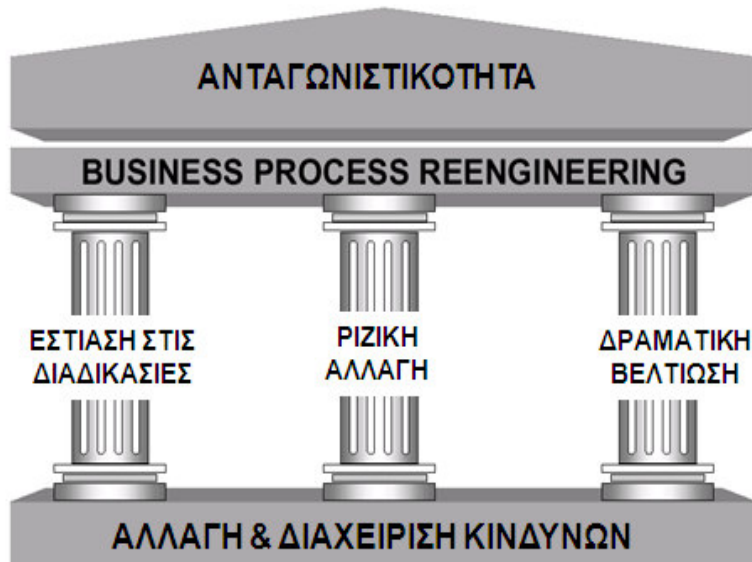 ΑΝΤΑΓΩΝΙΣΤΙΚΟΤΗΤΑ
BUSINESS PROCESS REENGINEERING
ΕΣΤΙΑΣΗ ΣΤΙΣ
ΔΙΑΔΙΚΑΣΙΕΣ
ΡΙΖΙΚΗ
ΑΛΛΑΓΗ
ΔΡΑΜΑΤΙΚΗ
ΒΕΛΤΙΩΣΗ
ΑΛΛΑΓΗ & ΔΙΑΧΕΙΡΙΣΗ ΚΙΝΔΥΝΩΝ